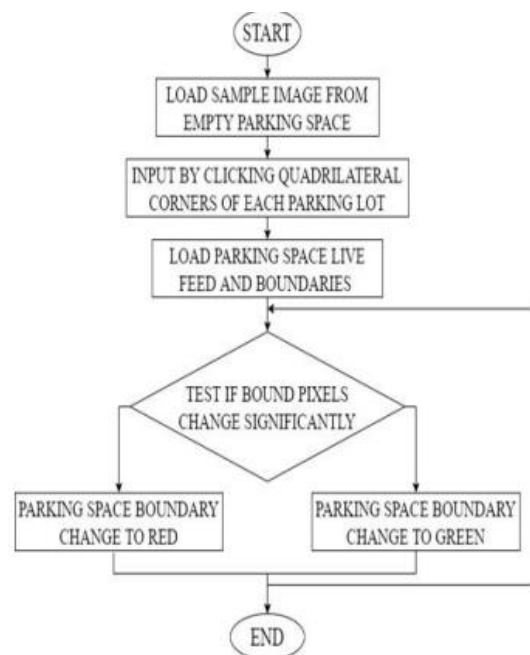 START
LOAD SAMPLE IMAGE FROM
EMPTY PARKING SPACE
INPUT BY CLICKING QUADRILATERAL
CORNERS OF EACH PARKING LOT
LOAD PARKING SPACE LIVE
FEED AND BOUNDARIES
TEST IF BOUND PIXELS
CHANGE SIGNIFICANTLY
PARKING SPACE BOUNDARY
CHANGE TO RED
PARKING SPACE BOUNDARY
CHANGE TO GREEN
END